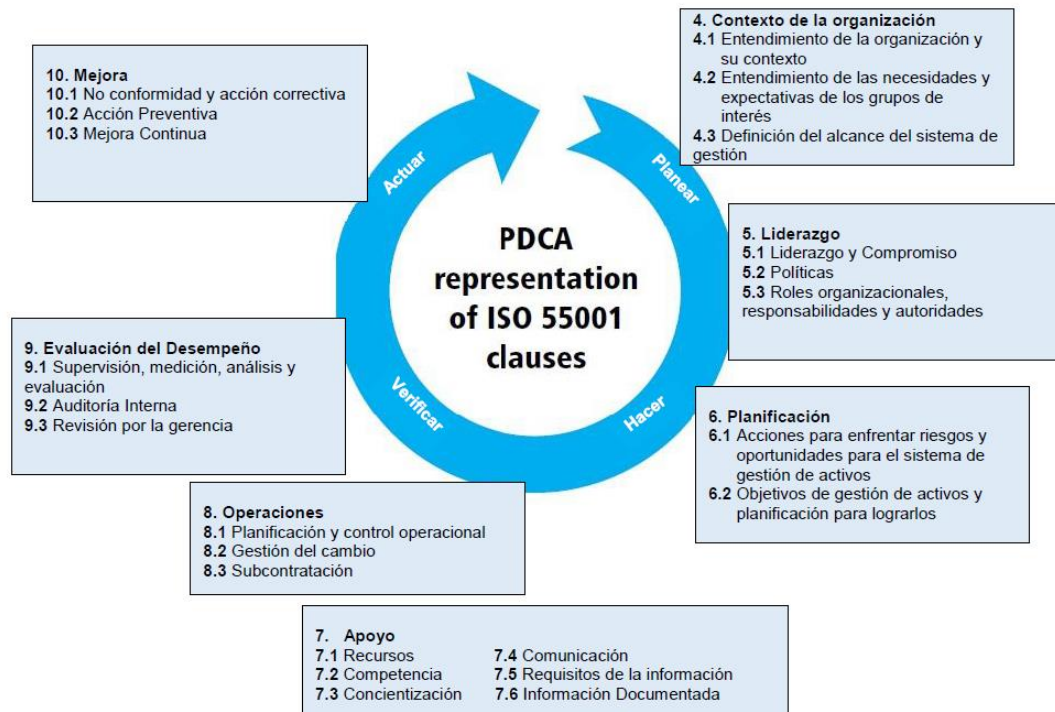 4. Contexto de la organización
4.1 Entendimiento de la organización y
su contexto
4.2 Entendimiento de las necesidades y
expectativas de los grupos de
interés
4.3 Definición del alcance del sistema de
gestión
10. Mejora
10.1 No conformidad y acción correctiva
10.2 Acción Preventiva
10.3 Mejora Continua
Actuar
Planear
PDCA
representation
of ISO 55001
clauses
5. Liderazgo
5.1 Liderazgo y Compromiso
5.2 Políticas
5.3 Roles organizacionales,
responsabilidades y autoridades
9. Evaluación del Desempeño
9.1 Supervisión, medición, análisis y
evaluación
9.2 Auditoría Interna
9.3 Revisión por la gerencia
Verificar
Hacer
6. Planificación
6.1 Acciones para enfrentar riesgos y
oportunidades para el sistema de
gestión de activos
6.2 Objetivos de gestión de activos y
planificación para lograrlos
8. Operaciones
8.1 Planificación y control operacional
8.2 Gestión del cambio
8.3 Subcontratación
7. Apoyo
7.1 Recursos 7.4 Comunicación
7.2 Competencia 7.5 Requisitos de la información
7.3 Concientización 7.6 Información Documentada